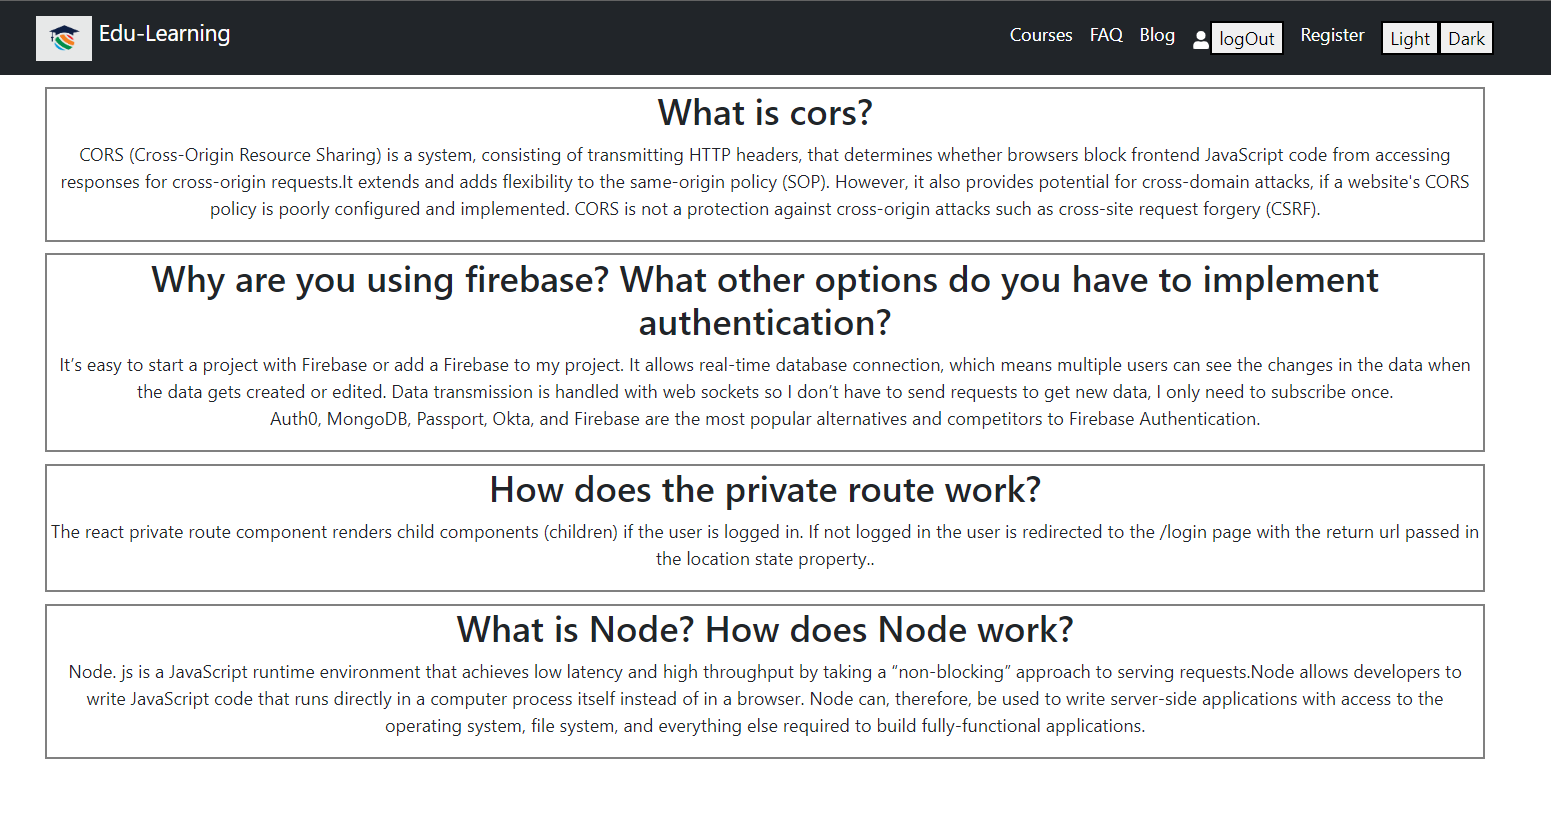 Edu-Learning
Courses FAQ Blog logOut Register Light Dark
What is cors?
CORS (Cross-Origin Resource Sharing) is a system, consisting of transmitting HTTP headers, that determines whether browsers block frontend JavaScript code from accessing
responses for cross-origin requests.It extends and adds flexibility to the same-origin policy (SOP). However, it also provides potential for cross-domain attacks, if a website's CORS
policy is poorly configured and implemented. CORS is not a protection against cross-origin attacks such as cross-site request forgery (CSRF).
Why are you using firebase? What other options do you have to implement
authentication?
It’s easy to start a project with Firebase or add a Firebase to my project. It allows real-time database connection, which means multiple users can see the changes in the data when
the data gets created or edited. Data transmission is handled with web sockets so I don’t have to send requests to get new data, I only need to subscribe once.
Auth0, MongoDB, Passport, Okta, and Firebase are the most popular alternatives and competitors to Firebase Authentication.
How does the private route work?
The react private route component renders child components (children) if the user is logged in. If not logged in the user is redirected to the /login page with the return url passed in
the location state property..
What is Node? How does Node work?
Node. js is a JavaScript runtime environment that achieves low latency and high throughput by taking a “non-blocking” approach to serving requests.Node allows developers to
write JavaScript code that runs directly in a computer process itself instead of in a browser. Node can, therefore, be used to write server-side applications with access to the
operating system, file system, and everything else required to build fully-functional applications.